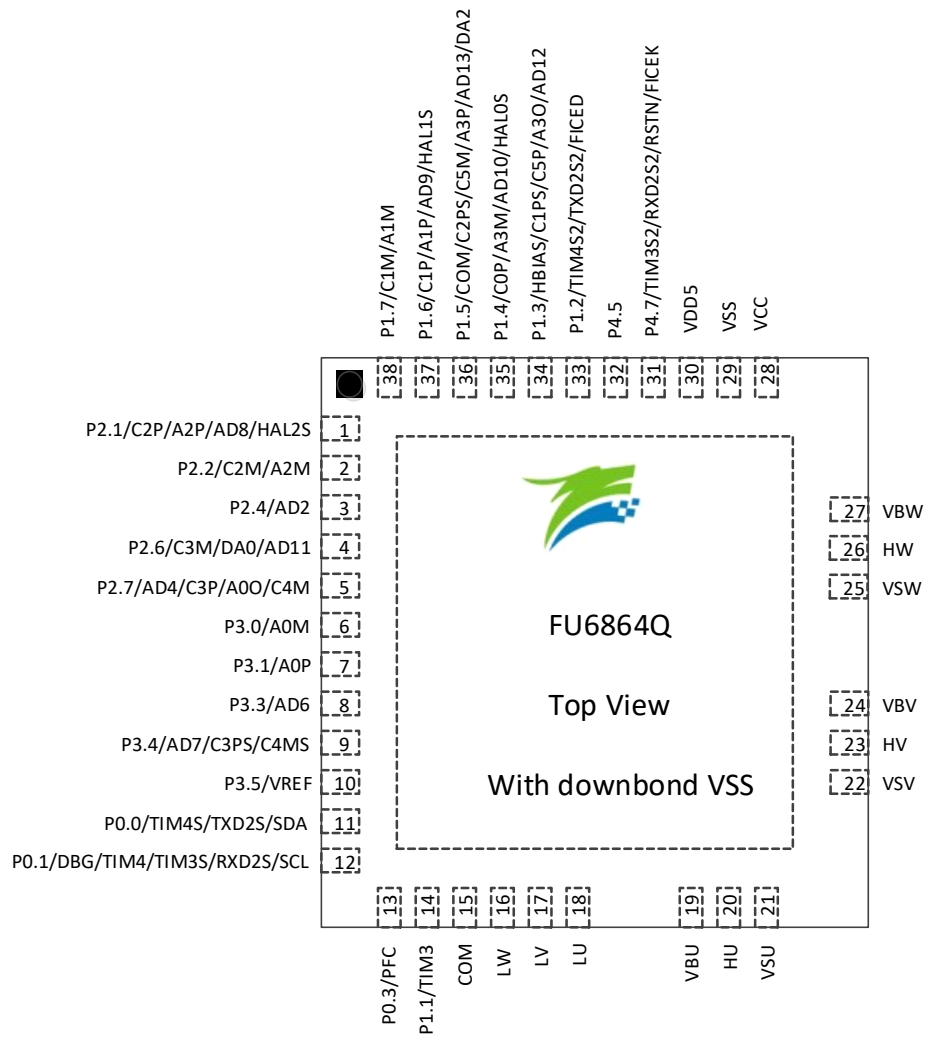 P1.7/C1M/A1M
P1.6/C1P/A1P/AD9/HAL1S
P1.5/COM/C2PS/C5M/A3P/AD13/DA2
P1.4/C0P/A3M/AD10/HAL0S
P1.3/HBIAS/C1PS/C5P/A3O/AD12
P1.2/TIM4S2/TXD2S2/FICED
P4.5
P4.7/TIM3S2/RXD2S2/RSTN/FICEK
VDD5
VSS
VCC
38
37
36
35
34
33
32
31
30
29
28
P2.1/C2P/A2P/AD8/HAL2S 1
P2.2/C2M/A2M 2
P2.4/AD2 3
P2.6/C3M/DA0/AD11 4
P2.7/AD4/C3P/A0O/C4M 5
P3.0/A0M 6
P3.1/A0P 7
P3.3/AD6 8
P3.4/AD7/C3PS/C4MS 9
P3.5/VREF 10
P0.0/TIM4S/TXD2S/SDA 11
P0.1/DBG/TIM4/TIM3S/RXD2S/SCL 12
FU6864Q
Top View
With downbond VSS
27 VBW
26 HW
25 VSW
24 VBV
23 HV
22 VSV
13
14
15
16
17
18
19
20
21
P0.3/PFC
P1.1/TIM3
COM
LW
LV
LU
VBU
HU
VSU